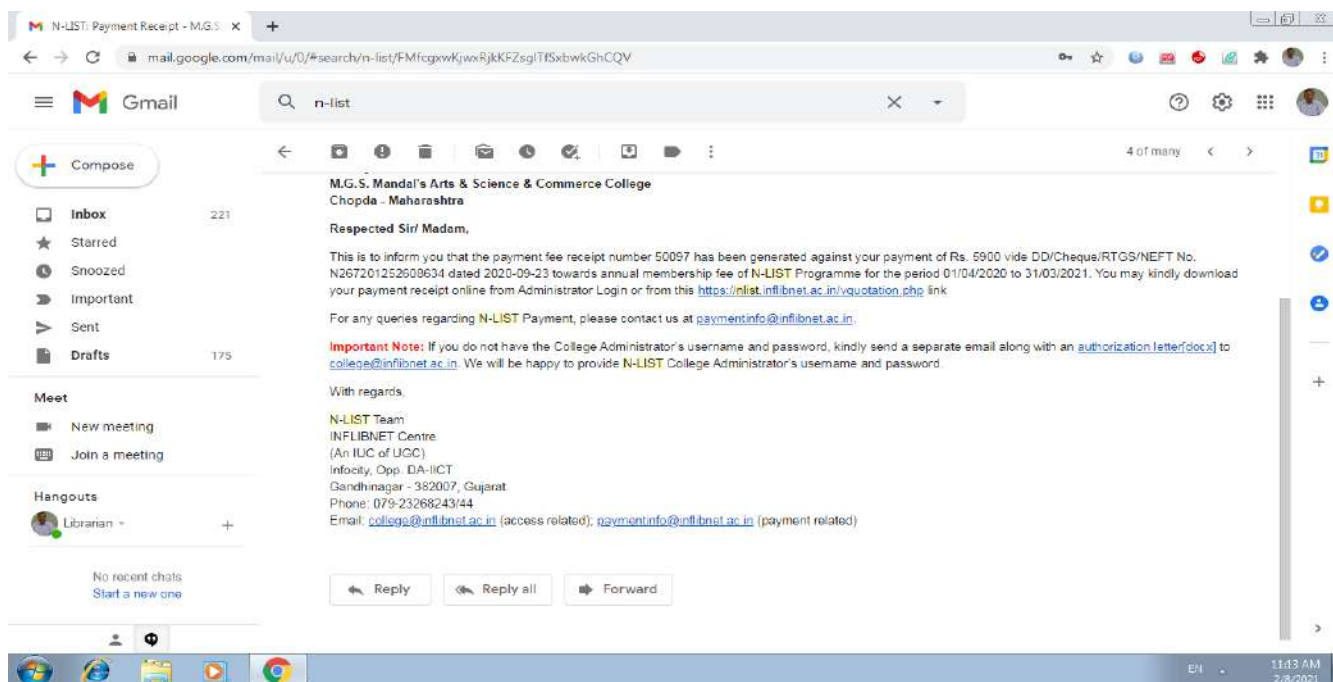 N-LIST: Payment Receipt - M.G.S.
mail.google.com/mail/u/0/#search/n-list/
Gmail
n-list
Compose
4 of many
Inbox 221
Starred
Snoozed
Important
Sent
Drafts 175
Meet
New meeting
Join a meeting
Hangouts
Librarian
No recent chats
Start a new one
M.G.S. Mandal's Arts & Science & Commerce College
Chopda - Maharashtra
Respected Sir/ Madam,
This is to inform you that the payment fee receipt number 50097 has been generated against your payment of Rs. 5900 vide DD/Cheque/RTGS/NEFT No.
N267201252608634 dated 2020-09-23 towards annual membership fee of N-LIST Programme for the period 01/04/2020 to 31/03/2021. You may kindly download
your payment receipt online from Administrator Login or from this https://nlist.inflibnet.ac.in/vquotation.php link
For any queries regarding N-LIST Payment, please contact us at paymentinfo@inflibnet.ac.in.
Important Note: If you do not have the College Administrator's username and password, kindly send a separate email along with an authorization letter[docx] to
college@inflibnet.ac.in. We will be happy to provide N-LIST College Administrator's username and password
With regards,
N-LIST Team
INFLIBNET Centre
(An IUC of UGC)
Infocity, Opp. DA-IICT
Gandhinagar - 382007, Gujarat
Phone: 079-23268243/44
Email: college@inflibnet.ac.in (access related); paymentinfo@inflibnet.ac.in (payment related)
Reply
Reply all
Forward
EN
11:13 AM
2/8/2021